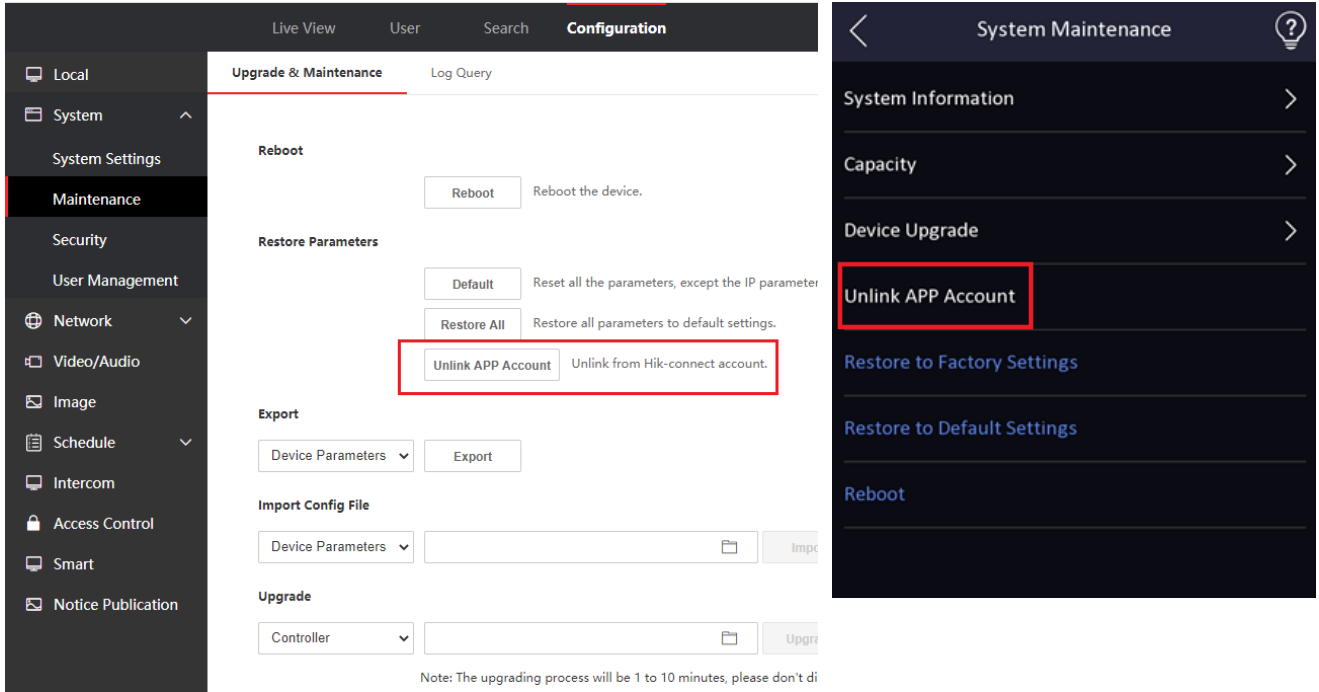 Live View User Search Configuration
Local
System
System Settings
Maintenance
Security
User Management
Network
Video/Audio
Image
Schedule
Intercom
Access Control
Smart
Notice Publication
Upgrade & Maintenance Log Query
Reboot
Reboot Reboot the device.
Restore Parameters
Default Reset all the parameters, except the IP parameter
Restore All Restore all parameters to default settings.
Unlink APP Account Unlink from Hik-connect account.
Export
Device Parameters Export
Import Config File
Device Parameters Impo
Upgrade
Controller Upgra
Note: The upgrading process will be 1 to 10 minutes, please don't di
System Maintenance
System Information
Capacity
Device Upgrade
Unlink APP Account
Restore to Factory Settings
Restore to Default Settings
Reboot